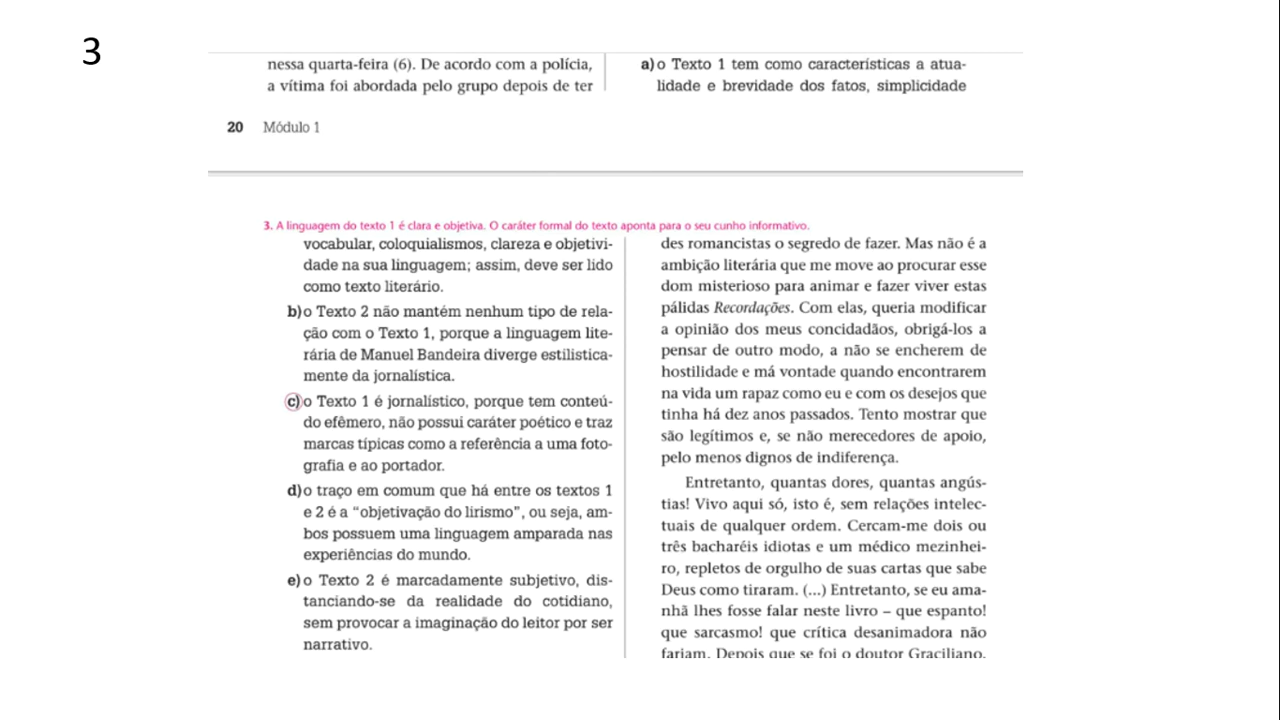 3
nessa quarta-feira (6). De acordo com a polícia,
a vítima foi abordada pelo grupo depois de ter
a) o Texto 1 tem como características a atua-
lidade e brevidade dos fatos, simplicidade
20 Módulo 1
3. A linguagem do texto 1 é clara e objetiva. O caráter formal do texto aponta para o seu cunho informativo.
vocabular, coloquialismos, clareza e objetivi-
dade na sua linguagem; assim, deve ser lido
como texto literário.
b) o Texto 2 não mantém nenhum tipo de rela-
ção com o Texto 1, porque a linguagem lite-
rária de Manuel Bandeira diverge estilistica-
mente da jornalística.
c) o Texto 1 é jornalístico, porque tem conteú-
do efêmero, não possui caráter poético e traz
marcas típicas como a referência a uma foto-
grafia e ao portador.
d) o traço em comum que há entre os textos 1
e 2 é a “objetivação do lirismo”, ou seja, am-
bos possuem uma linguagem amparada nas
experiências do mundo.
e) o Texto 2 é marcadamente subjetivo, dis-
tanciando-se da realidade do cotidiano,
sem provocar a imaginação do leitor por ser
narrativo.
des romancistas o segredo de fazer. Mas não é a
ambição literária que me move ao procurar esse
dom misterioso para animar e fazer viver estas
pálidas Recordações. Com elas, queria modificar
a opinião dos meus concidadãos, obrigá-los a
pensar de outro modo, a não se encherem de
hostilidade e má vontade quando encontrarem
na vida um rapaz como eu e com os desejos que
tinha há dez anos passados. Tento mostrar que
são legítimos e, se não merecedores de apoio,
pelo menos dignos de indiferença.
Entretanto, quantas dores, quantas angús-
tias! Vivo aqui só, isto é, sem relações intelec-
tuais de qualquer ordem. Cercam-me dois ou
três bacharéis idiotas e um médico mezinhei-
ro, repletos de orgulho de suas cartas que sabe
Deus como tiraram. (...) Entretanto, se eu ama-
nhã lhes fosse falar neste livro – que espanto!
que sarcasmo! que crítica desanimadora não
fariam. Depois que se foi o doutor Graciliano,